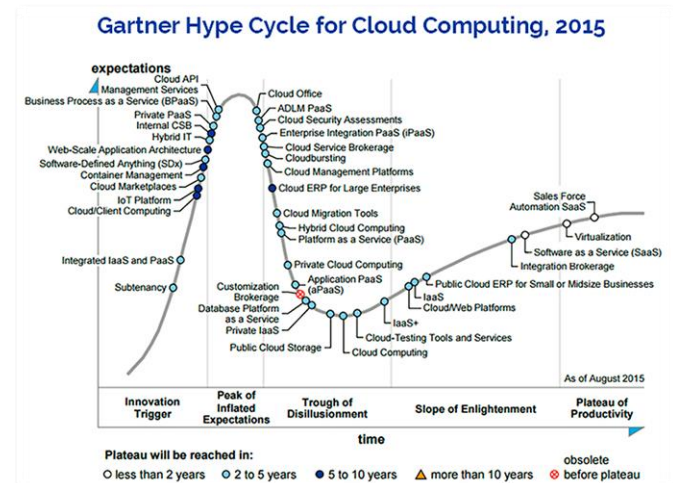 Gartner Hype Cycle for Cloud Computing, 2015
expectations
Cloud API
Management Services
Business Process as a Service (BPaaS)
Private PaaS
Internal CSB
Hybrid IT
Web-Scale Application Architecture
Software-Defined Anything (SDx)
Container Management
Cloud Marketplaces
IoT Platform
Cloud/Client Computing
Integrated IaaS and PaaS
Subtenancy
Cloud Office
ADLM PaaS
Cloud Security Assessments
Enterprise Integration PaaS (iPaaS)
Cloud Service Brokerage
Cloudbursting
Cloud Management Platforms
Cloud ERP for Large Enterprises
Cloud Migration Tools
Hybrid Cloud Computing
Platform as a Service (PaaS)
Private Cloud Computing
Application PaaS
(aPaaS)
Customization
Brokerage
Database Platform
as a Service
Private IaaS
Public Cloud Storage
Cloud Computing
Cloud-Testing Tools and Services
IaaS+
Cloud/Web Platforms
IaaS
Public Cloud ERP for Small or Midsize Businesses
Integration Brokerage
Software as a Service (SaaS)
Virtualization
Sales Force
Automation SaaS
As of August 2015
Innovation
Trigger
Peak of
Inflated
Expectations
Trough of
Disillusionment
Slope of Enlightenment
Plateau of
Productivity
time
Plateau will be reached in:
less than 2 years
2 to 5 years
5 to 10 years
more than 10 years
obsolete
before plateau